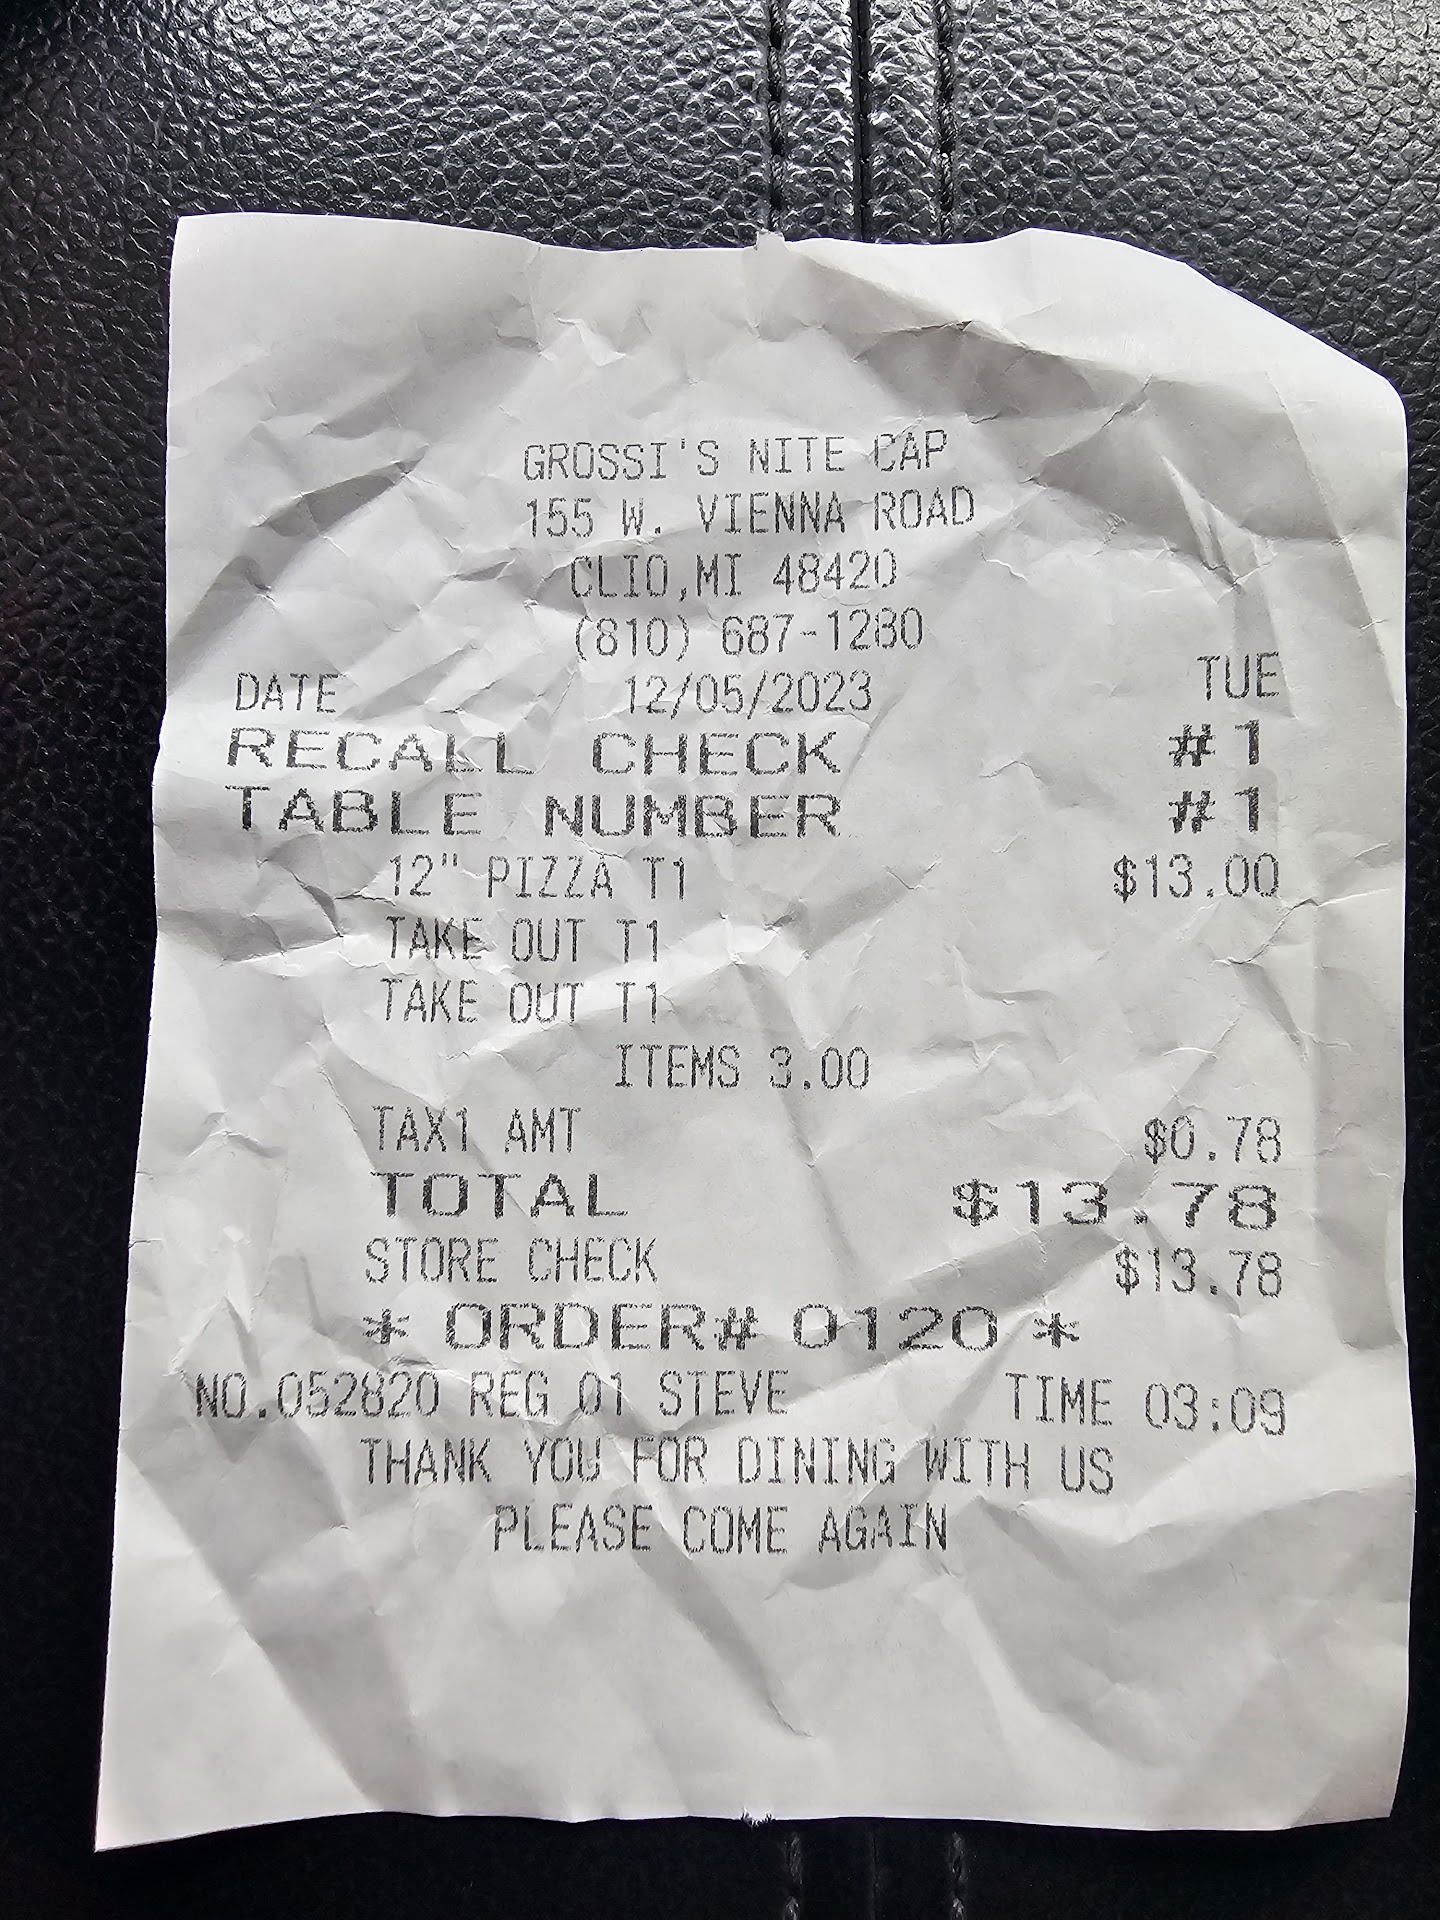 GROSSI'S NITE CAP
155 W. VIENNA ROAD
CLIO,MI 48420
(810) 687-1280
DATE 12/05/2023 TUE
RECALL CHECK #1
TABLE NUMBER #1
12" PIZZA T1 $13.00
TAKE OUT T1
TAKE OUT T1
ITEMS 3.00
TAX1 AMT $0.78
TOTAL $13.78
STORE CHECK $13.78
* ORDER# 0120 *
NO.052820 REG 01 STEVE TIME 03:09
THANK YOU FOR DINING WITH US
PLEASE COME AGAIN